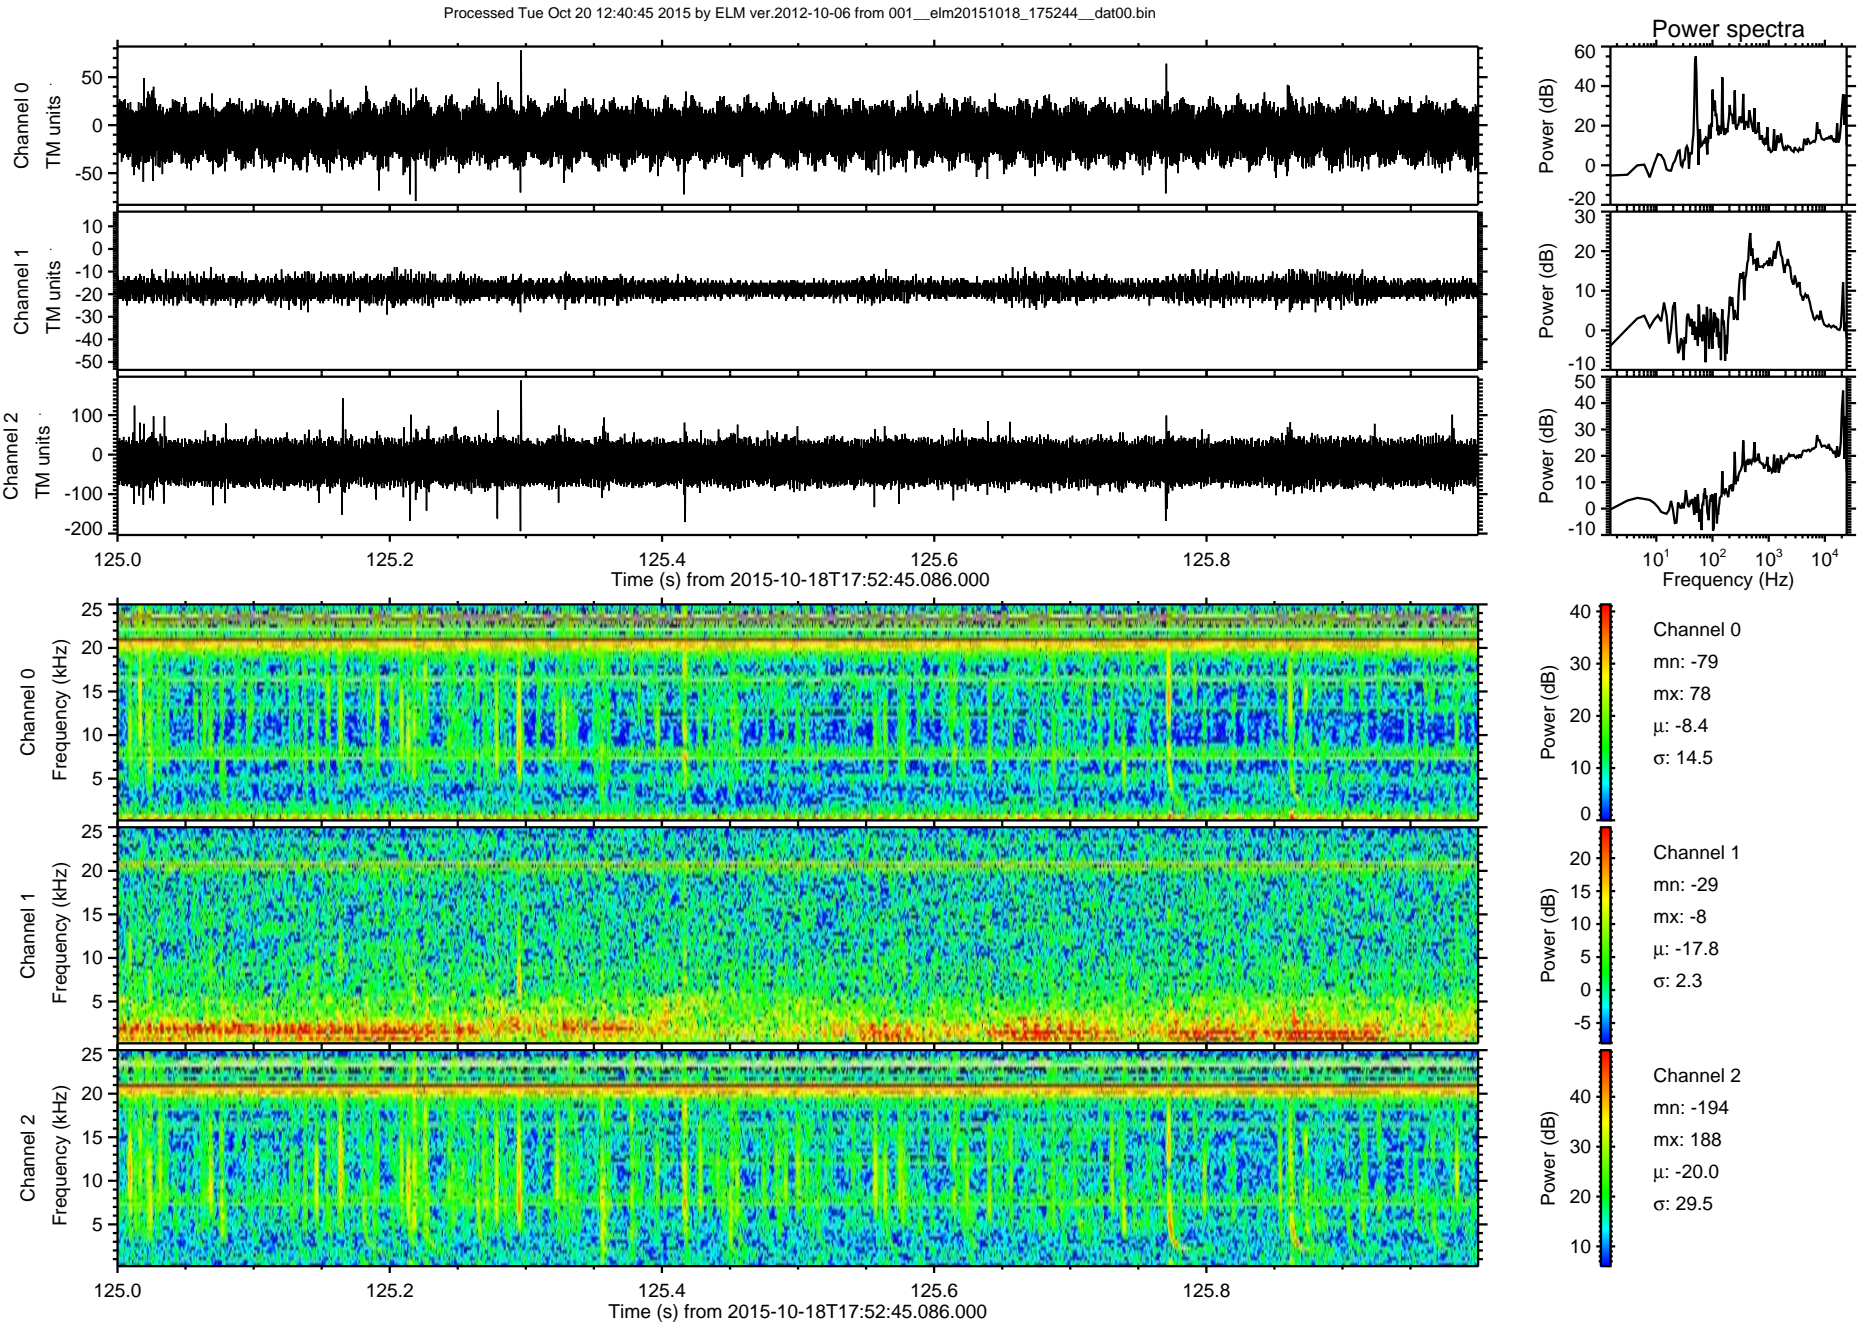 Processed Tue Oct 20 12:40:45 2015 by ELM ver.2012-10-06 from 001__elm20151018_175244__dat00.bin
Power spectra
Channel 0
TM units
50
0
-50
Power (dB)
60
40
20
0
-20
Channel 1
TM units
10
0
-10
-20
-30
-40
-50
Power (dB)
30
20
10
0
-10
Channel 2
TM units
100
0
-100
-200
Power (dB)
50
40
30
20
10
0
-10
125.0 125.2 125.4 125.6 125.8
Time (s) from 2015-10-18T17:52:45.086.000
10¹ 10² 10³ 10⁴
Frequency (Hz)
Channel 0
Frequency (kHz)
25
20
15
10
5
Power (dB)
40
30
20
10
0
Channel 0
mn: -79
mx: 78
μ: -8.4
σ: 14.5
Channel 1
Frequency (kHz)
25
20
15
10
5
Power (dB)
20
15
10
5
0
-5
Channel 1
mn: -29
mx: -8
μ: -17.8
σ: 2.3
Channel 2
Frequency (kHz)
25
20
15
10
5
Power (dB)
40
30
20
10
Channel 2
mn: -194
mx: 188
μ: -20.0
σ: 29.5
125.0 125.2 125.4 125.6 125.8
Time (s) from 2015-10-18T17:52:45.086.000